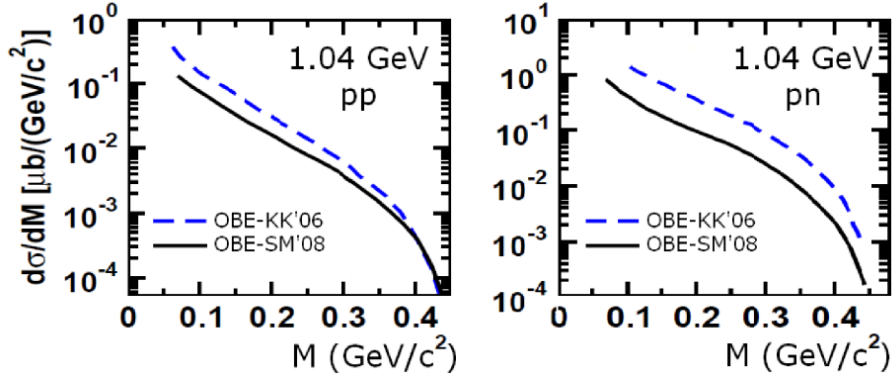 dσ/dM [μb/(GeV/c²)]
10⁰
10⁻¹
10⁻²
10⁻³
10⁻⁴
1.04 GeV
pp
OBE-KK'06
OBE-SM'08
0 0.1 0.2 0.3 0.4
M (GeV/c²)
10¹
10⁰
10⁻¹
10⁻²
10⁻³
10⁻⁴
1.04 GeV
pn
OBE-KK'06
OBE-SM'08
0 0.1 0.2 0.3 0.4
M (GeV/c²)